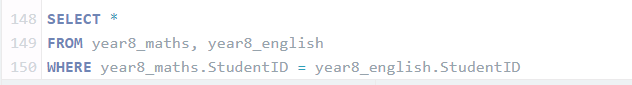 148 SELECT *
149 FROM year8_maths, year8_english
150 WHERE year8_maths.StudentID = year8_english.StudentID